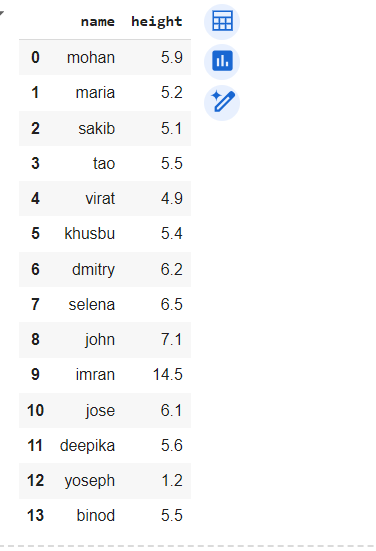 name height
0 mohan 5.9
1 maria 5.2
2 sakib 5.1
3 tao 5.5
4 virat 4.9
5 khusbu 5.4
6 dmitry 6.2
7 selena 6.5
8 john 7.1
9 imran 14.5
10 jose 6.1
11 deepika 5.6
12 yoseph 1.2
13 binod 5.5